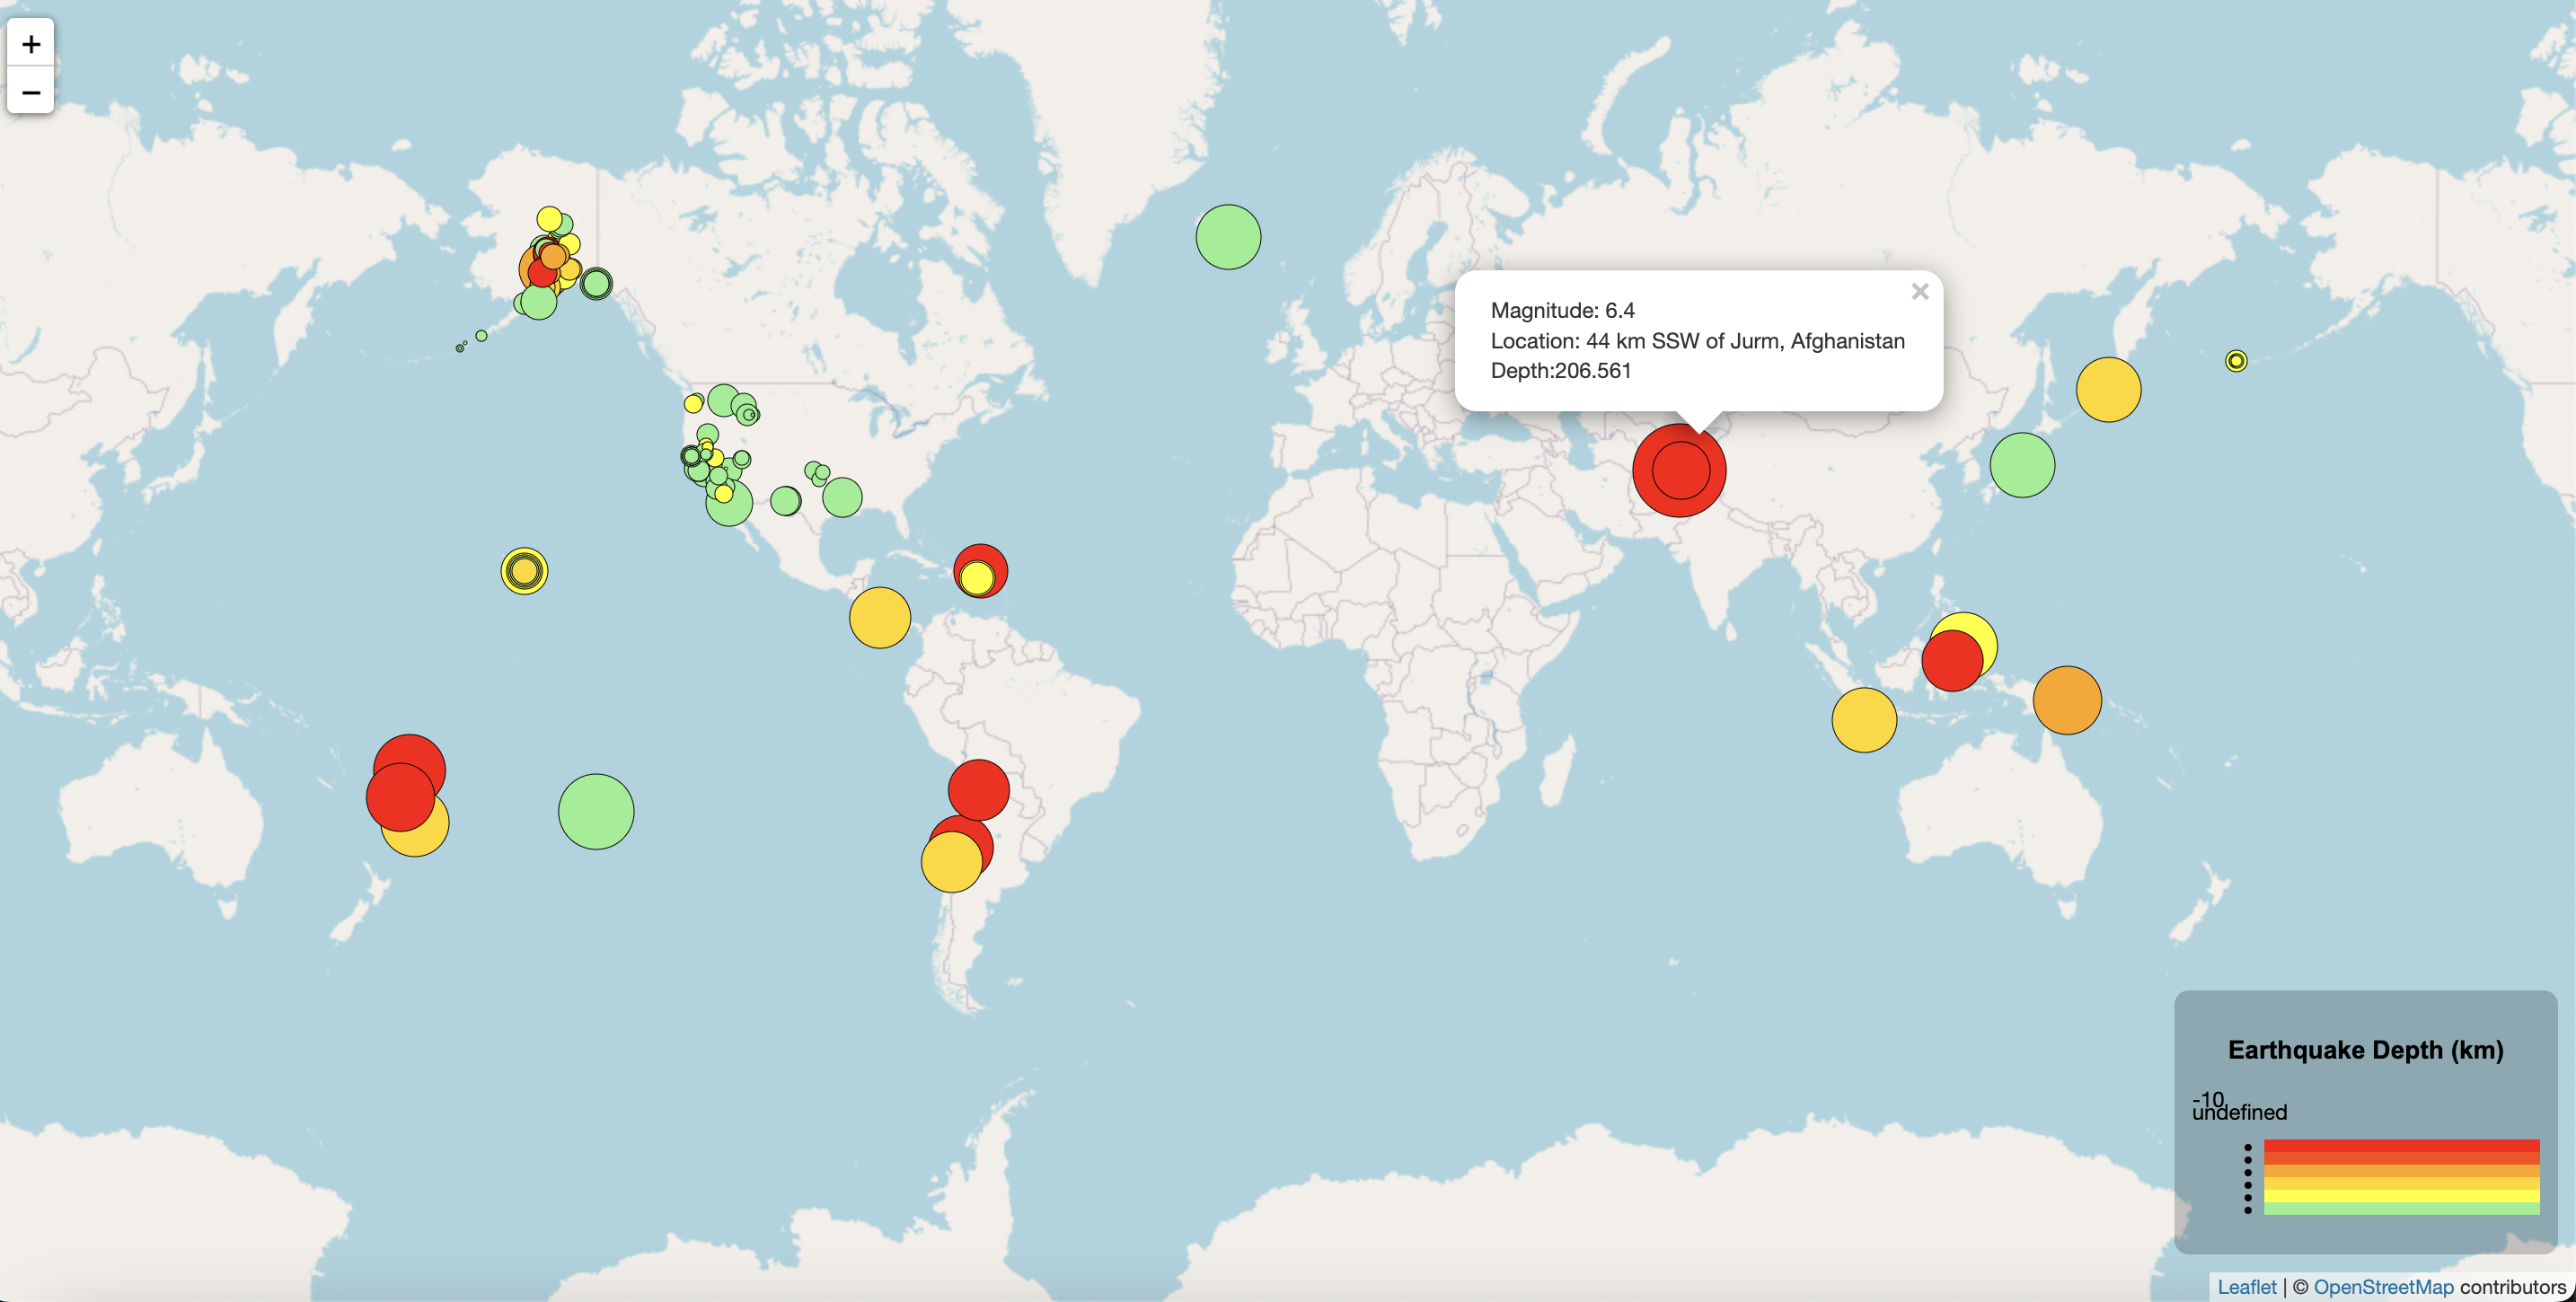 +
−
×
Magnitude: 6.4
Location: 44 km SSW of Jurm, Afghanistan
Depth:206.561
Earthquake Depth (km)
-10
undefined
Leaflet | © OpenStreetMap contributors